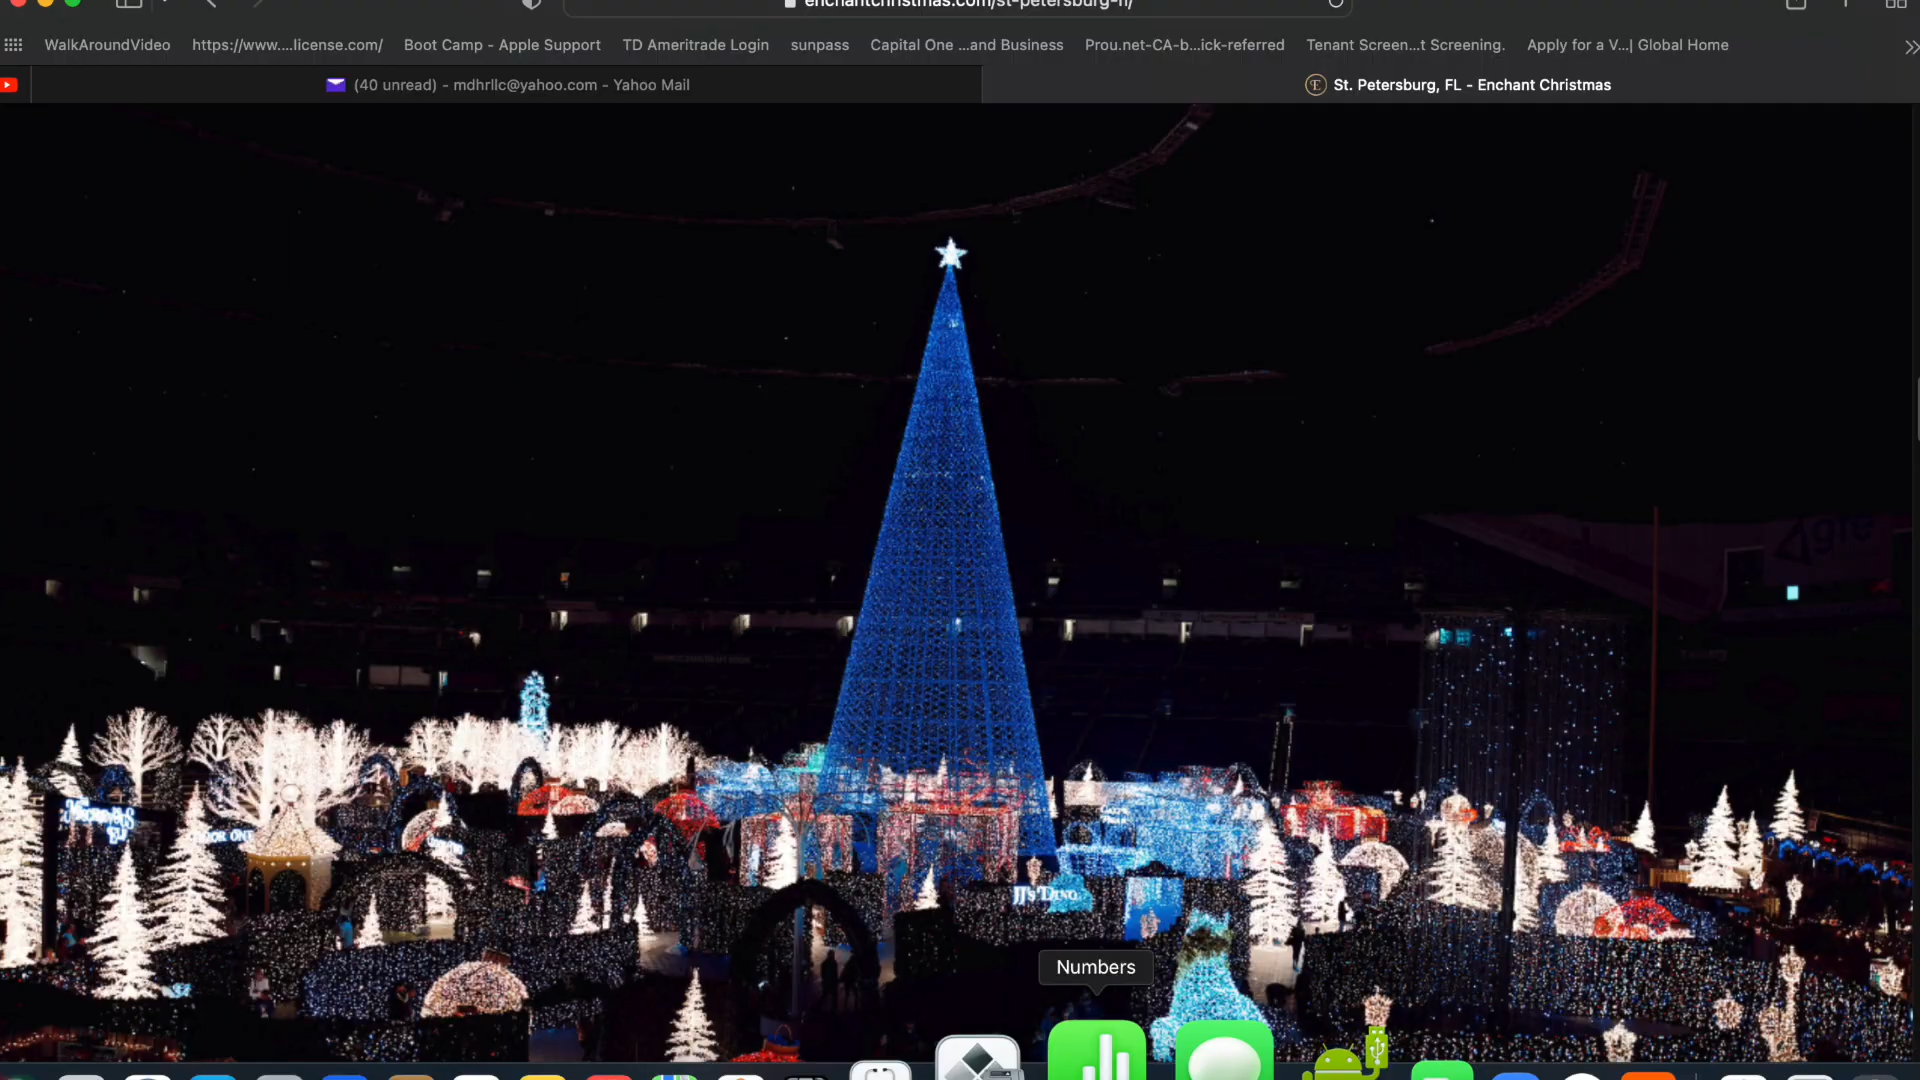 enchantchristmas.com/st-petersburg-fl/
WalkAroundVideo
https://www....license.com/
Boot Camp - Apple Support
TD Ameritrade Login
sunpass
Capital One ...and Business
Prou.net-CA-b...ick-referred
Tenant Screen...t Screening.
Apply for a V...| Global Home
(40 unread) - mdhrllc@yahoo.com - Yahoo Mail
St. Petersburg, FL - Enchant Christmas
JJ's Dino
Numbers